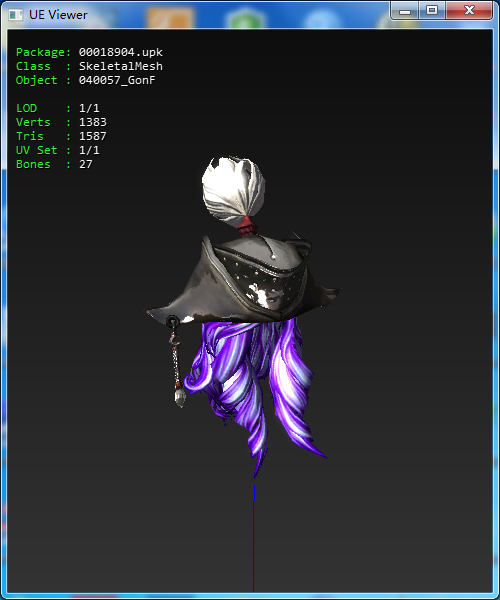 UE Viewer
Package: 00018904.upk
Class : SkeletalMesh
Object : 040057_GonF
LOD : 1/1
Verts : 1383
Tris : 1587
UV Set : 1/1
Bones : 27